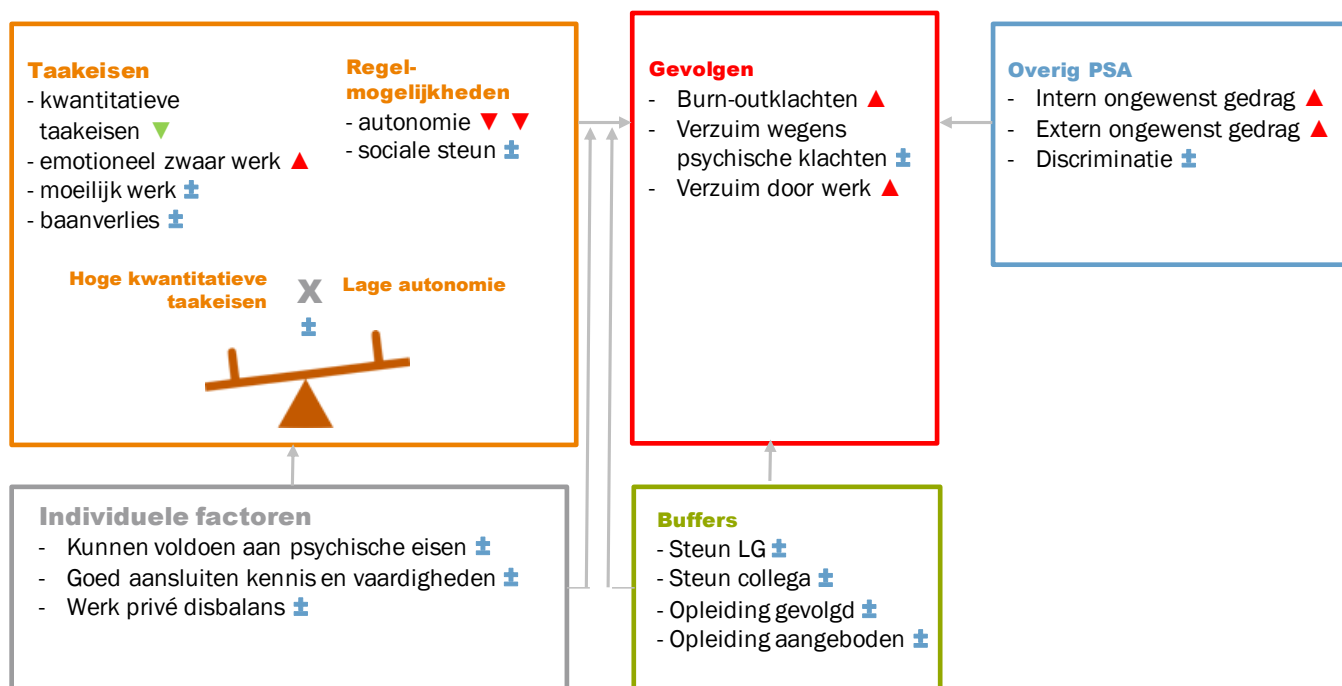 Taakeisen
- kwantitatieve
taakeisen ▼
- emotioneel zwaar werk ▲
- moeilijk werk ±
- baanverlies ±
Regel-
mogelijkheden
- autonomie ▼ ▼
- sociale steun ±
Hoge kwantitatieve
taakeisen
X
±
Lage autonomie
Gevolgen
- Burn-outklachten ▲
- Verzuim wegens
psychische klachten ±
- Verzuim door werk ▲
Overig PSA
- Intern ongewenst gedrag ▲
- Extern ongewenst gedrag ▲
- Discriminatie ±
Individuele factoren
- Kunnen voldoen aan psychische eisen ±
- Goed aansluiten kennis en vaardigheden ±
- Werk privé disbalans ±
Buffers
- Steun LG ±
- Steun collega ±
- Opleiding gevolgd ±
- Opleiding aangeboden ±